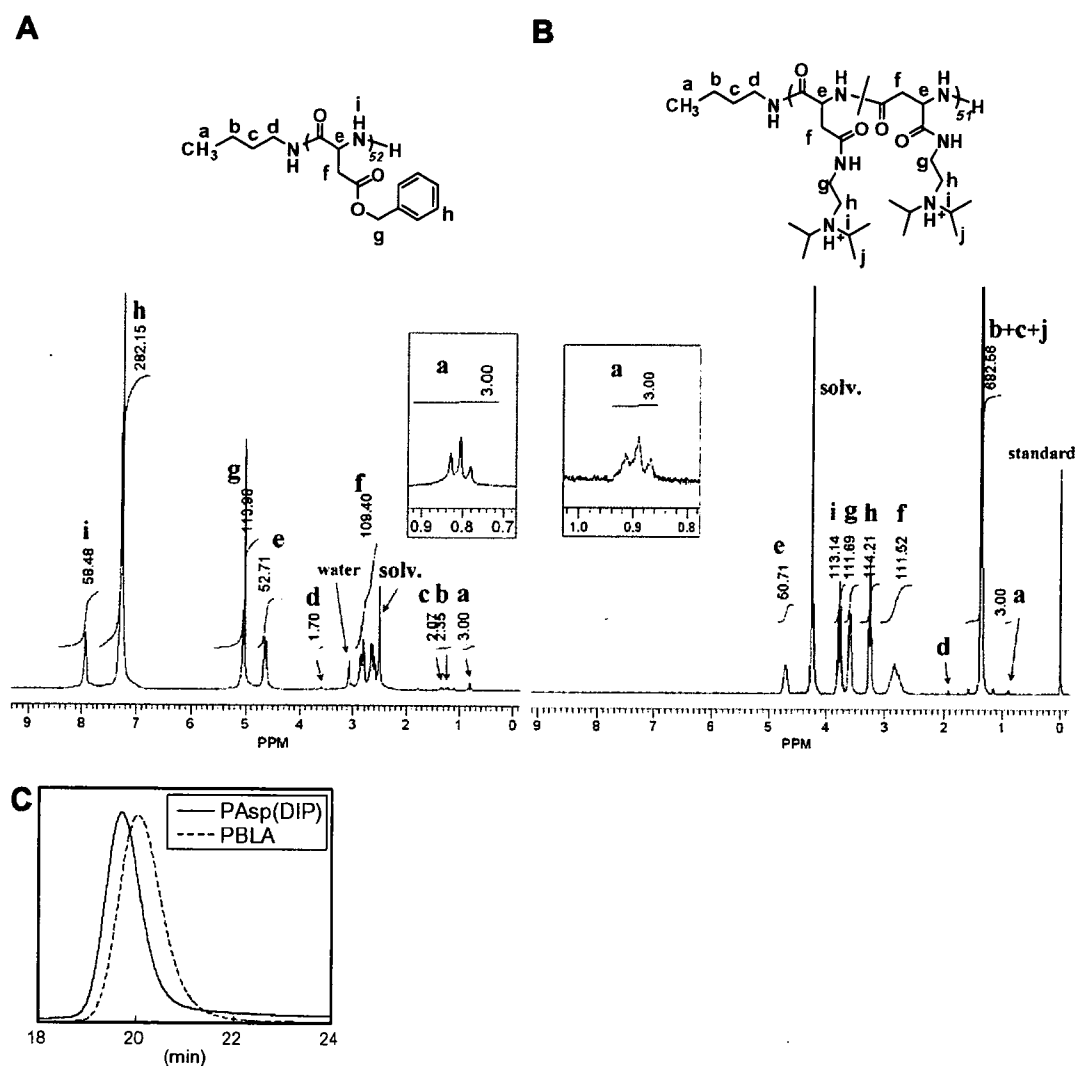 A
B
a
b
c
d
CH₃
N
H
O
e
i
H
N
52
H
f
O
O
g
h
a
b
c
d
CH₃
N
H
O
e
H
N
f
O
e
H
N
51
H
f
O
NH
O
NH
g
g
h
h
N
H⁺
i
N
H⁺
i
j
j
h
282.15
g
113.98
i
58.48
e
52.71
f
109.40
water
solv.
d
1.70
c b
2.07
2.35
a
3.00
9 8 7 6 5 4 3 2 1 0
PPM
a
3.00
0.9 0.8 0.7
a
3.00
1.0 0.9 0.8
solv.
b+c+j
682.56
standard
e
60.71
i g h f
113.14
111.69
114.21
111.52
d
3.00
a
9 8 7 6 5 4 3 2 1 0
PPM
C
PAsp(DIP)
PBLA
18 20 22 24
(min)